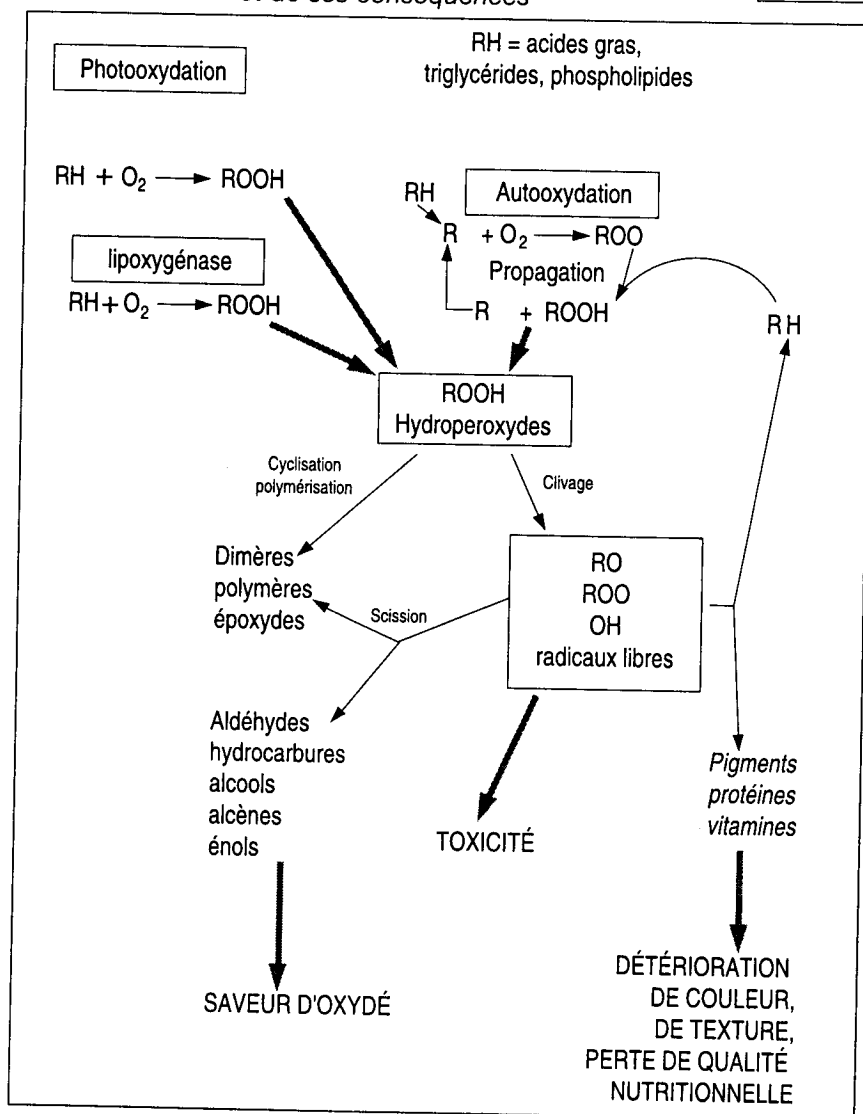 de ses conséquences
Photooxydation
RH = acides gras,
triglycérides, phospholipides
RH + O₂ → ROOH
RH
Autooxydation
R + O₂ → ROO
lipoxygénase
Propagation
RH + O₂ → ROOH
R + ROOH
RH
ROOH
Hydroperoxydes
Cyclisation
polymérisation
Clivage
Dimères
polymères
époxydes
Scission
RO
ROO
OH
radicaux libres
Aldéhydes
hydrocarbures
alcools
alcènes
énols
Pigments
protéines
vitamines
TOXICITÉ
SAVEUR D'OXYDÉ
DÉTÉRIORATION
DE COULEUR,
DE TEXTURE,
PERTE DE QUALITÉ
NUTRITIONNELLE